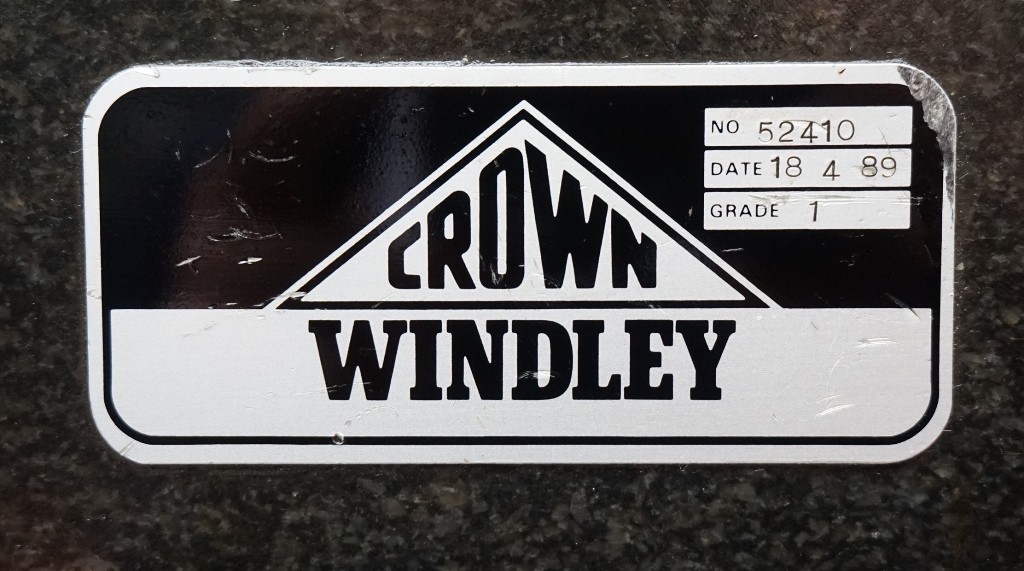 CROWN
WINDLEY
NO 52410
DATE 18 4 89
GRADE 1